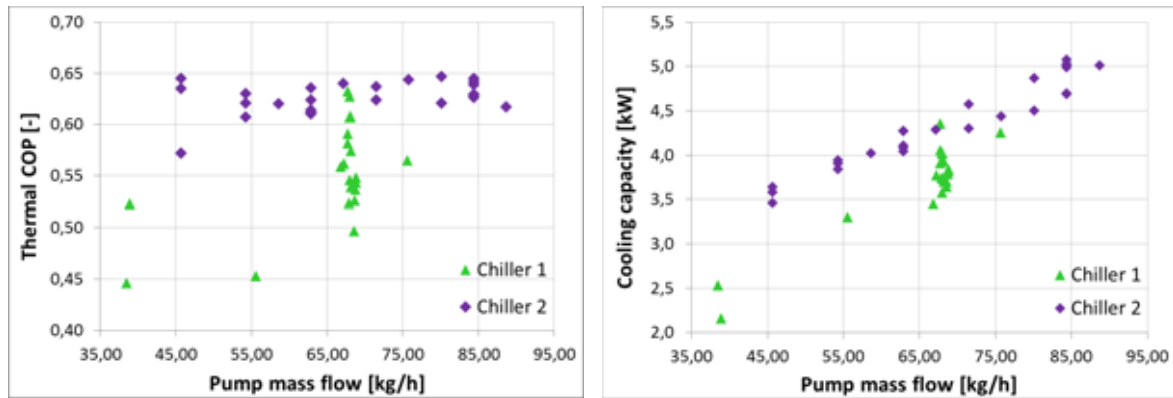 Thermal COP [-]
0,70
0,65
0,60
0,55
0,50
0,45
0,40
Chiller 1
Chiller 2
35,00 45,00 55,00 65,00 75,00 85,00 95,00
Pump mass flow [kg/h]
Cooling capacity [kW]
5,5
5,0
4,5
4,0
3,5
3,0
2,5
2,0
Chiller 1
Chiller 2
35,00 45,00 55,00 65,00 75,00 85,00 95,00
Pump mass flow [kg/h]